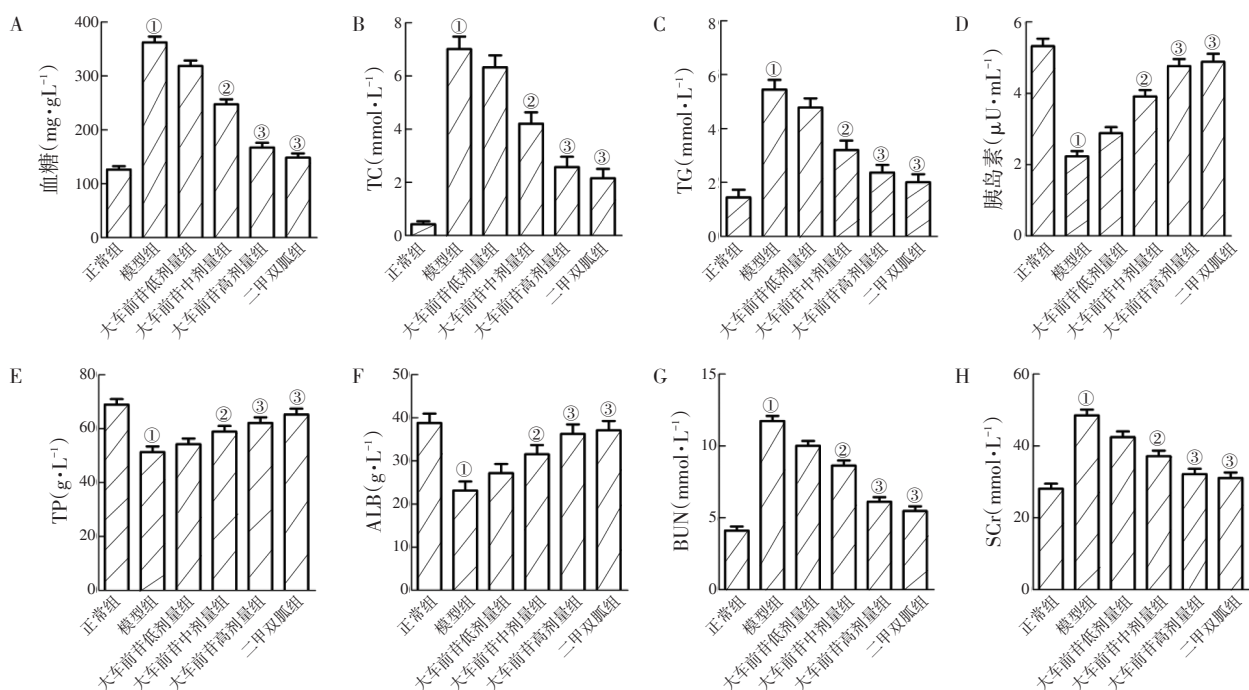 A
血糖(mg·gL⁻¹)
400
300
200
100
0
①
②
③
③
正常组
模型组
大车前苷低剂量组
大车前苷中剂量组
大车前苷高剂量组
二甲双胍组
B
TC(mmol·L⁻¹)
8
6
4
2
0
①
②
③
③
正常组
模型组
大车前苷低剂量组
大车前苷中剂量组
大车前苷高剂量组
二甲双胍组
C
TG(mmol·L⁻¹)
8
6
4
2
0
①
②
③
③
正常组
模型组
大车前苷低剂量组
大车前苷中剂量组
大车前苷高剂量组
二甲双胍组
D
胰岛素(μU·mL⁻¹)
6
4
2
0
①
②
③
③
正常组
模型组
大车前苷低剂量组
大车前苷中剂量组
大车前苷高剂量组
二甲双胍组
E
TP(g·L⁻¹)
80
60
40
20
0
①
②
③
③
正常组
模型组
大车前苷低剂量组
大车前苷中剂量组
大车前苷高剂量组
二甲双胍组
F
ALB(g·L⁻¹)
50
40
30
20
10
0
①
②
③
③
正常组
模型组
大车前苷低剂量组
大车前苷中剂量组
大车前苷高剂量组
二甲双胍组
G
BUN(mmol·L⁻¹)
15
10
5
0
①
②
③
③
正常组
模型组
大车前苷低剂量组
大车前苷中剂量组
大车前苷高剂量组
二甲双胍组
H
SCr(mmol·L⁻¹)
60
40
20
0
①
②
③
③
正常组
模型组
大车前苷低剂量组
大车前苷中剂量组
大车前苷高剂量组
二甲双胍组